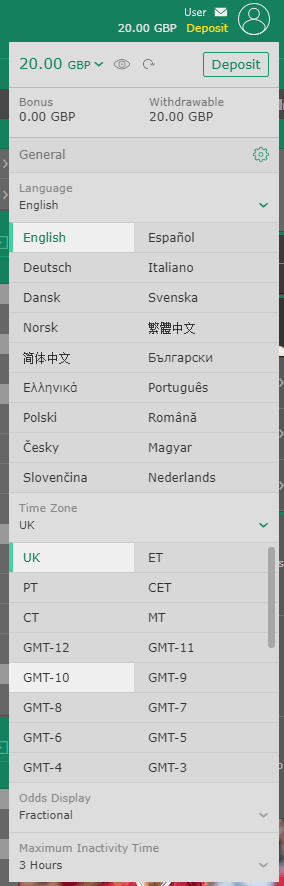 User
20.00 GBP Deposit
20.00 GBP Deposit
Bonus Withdrawable
0.00 GBP 20.00 GBP
General
Language
English
English Español
Deutsch Italiano
Dansk Svenska
Norsk 繁體中文
简体中文 Български
Ελληνικά Português
Polski Română
Česky Magyar
Slovenčina Nederlands
Time Zone
UK
UK ET
PT CET
CT MT
GMT-12 GMT-11
GMT-10 GMT-9
GMT-8 GMT-7
GMT-6 GMT-5
GMT-4 GMT-3
Odds Display
Fractional
Maximum Inactivity Time
3 Hours